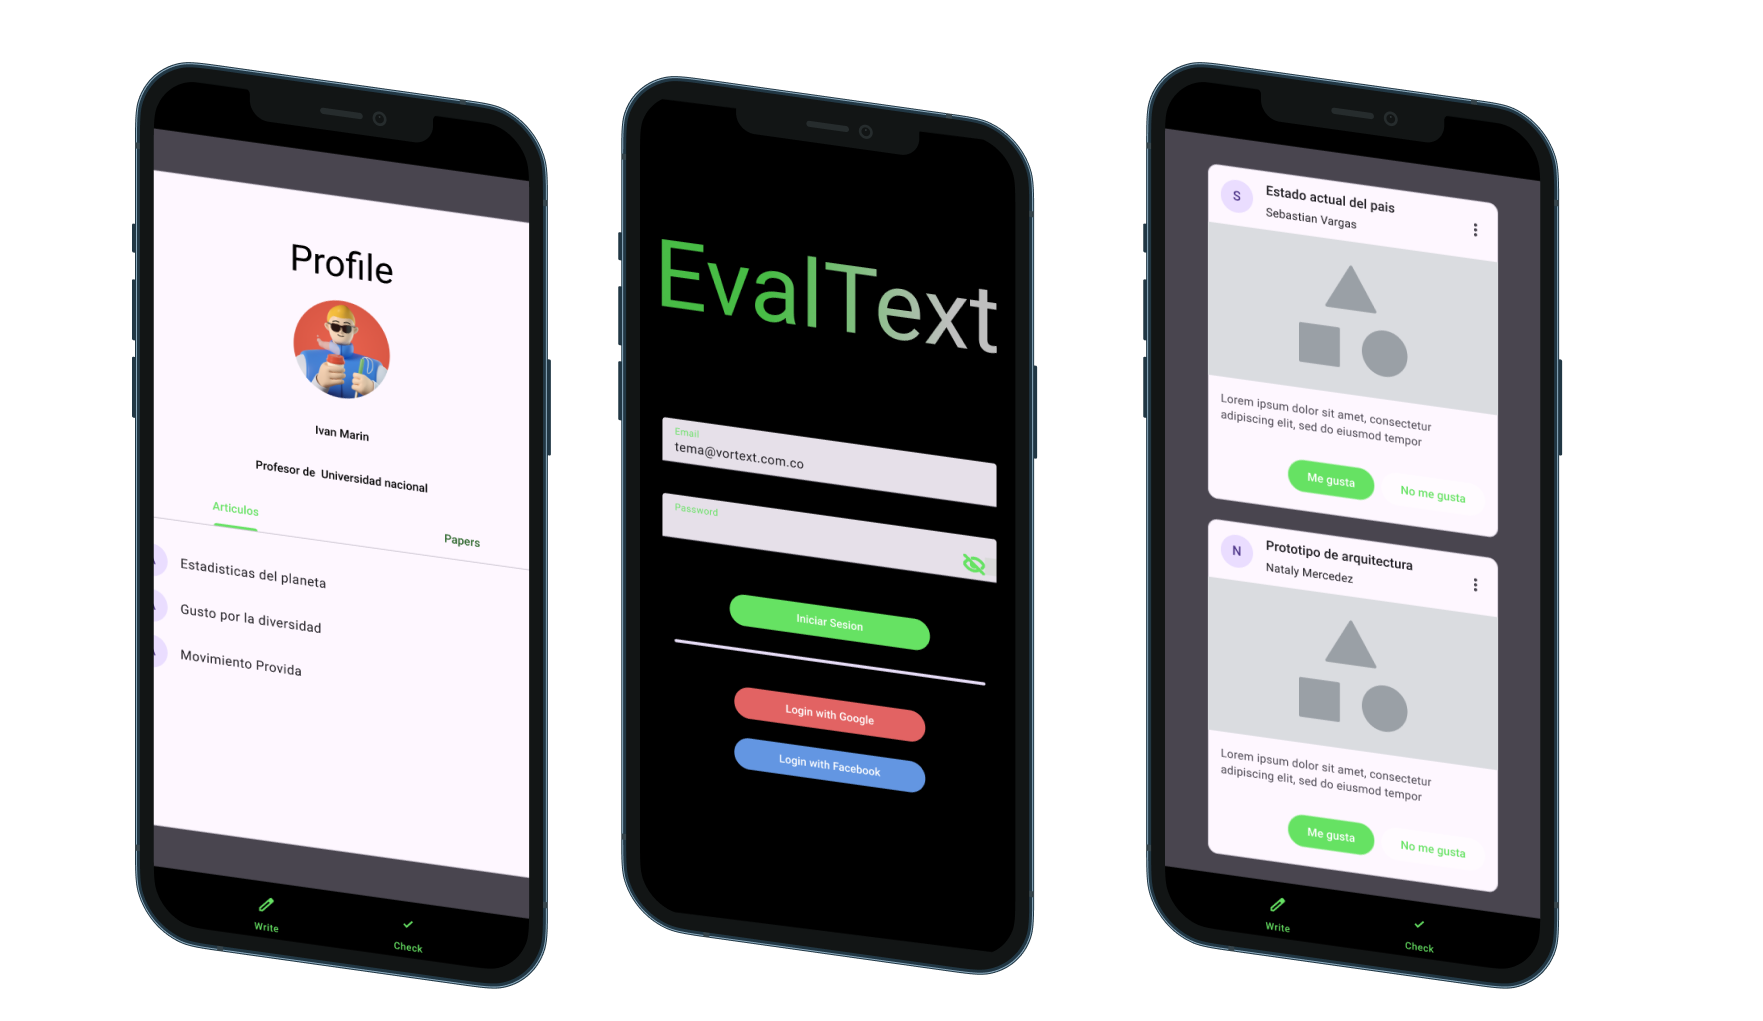 Profile
Ivan Marin
Profesor de Universidad nacional
Articulos
Papers
Estadisticas del planeta
Gusto por la diversidad
Movimiento Provida
Write
Check
EvalText
Email
tema@vortext.com.co
Password
Iniciar Sesion
Login with Google
Login with Facebook
S
Estado actual del pais
Sebastian Vargas
Lorem ipsum dolor sit amet, consectetur
adipiscing elit, sed do eiusmod tempor
Me gusta
No me gusta
N
Prototipo de arquitectura
Nataly Mercedez
Lorem ipsum dolor sit amet, consectetur
adipiscing elit, sed do eiusmod tempor
Me gusta
No me gusta
Write
Check